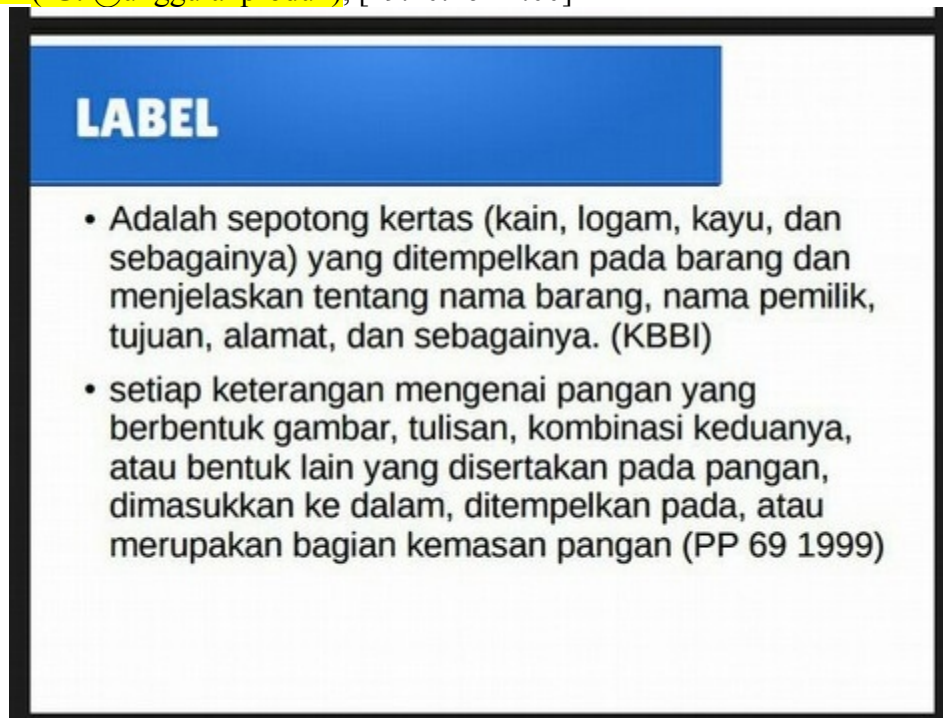 LABEL
• Adalah sepotong kertas (kain, logam, kayu, dan
sebagainya) yang ditempelkan pada barang dan
menjelaskan tentang nama barang, nama pemilik,
tujuan, alamat, dan sebagainya. (KBBI)
• setiap keterangan mengenai pangan yang
berbentuk gambar, tulisan, kombinasi keduanya,
atau bentuk lain yang disertakan pada pangan,
dimasukkan ke dalam, ditempelkan pada, atau
merupakan bagian kemasan pangan (PP 69 1999)